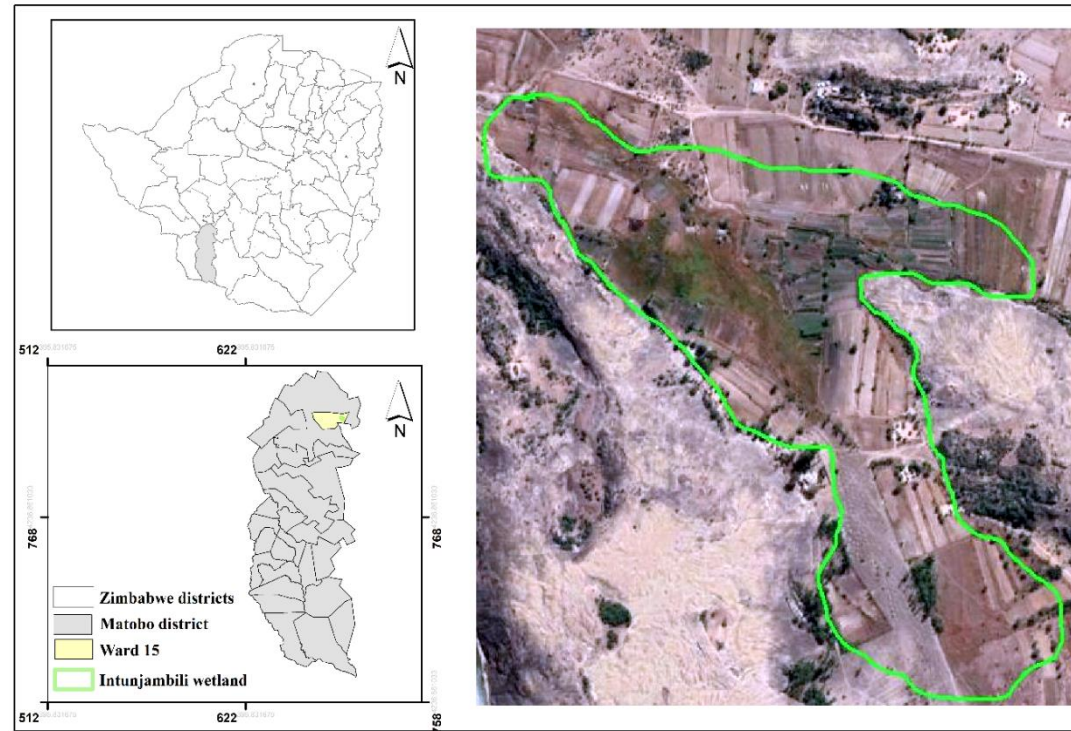 N
512
622
N
768
768
Zimbabwe districts
Matobo district
Ward 15
Intunjambili wetland
512
622
758